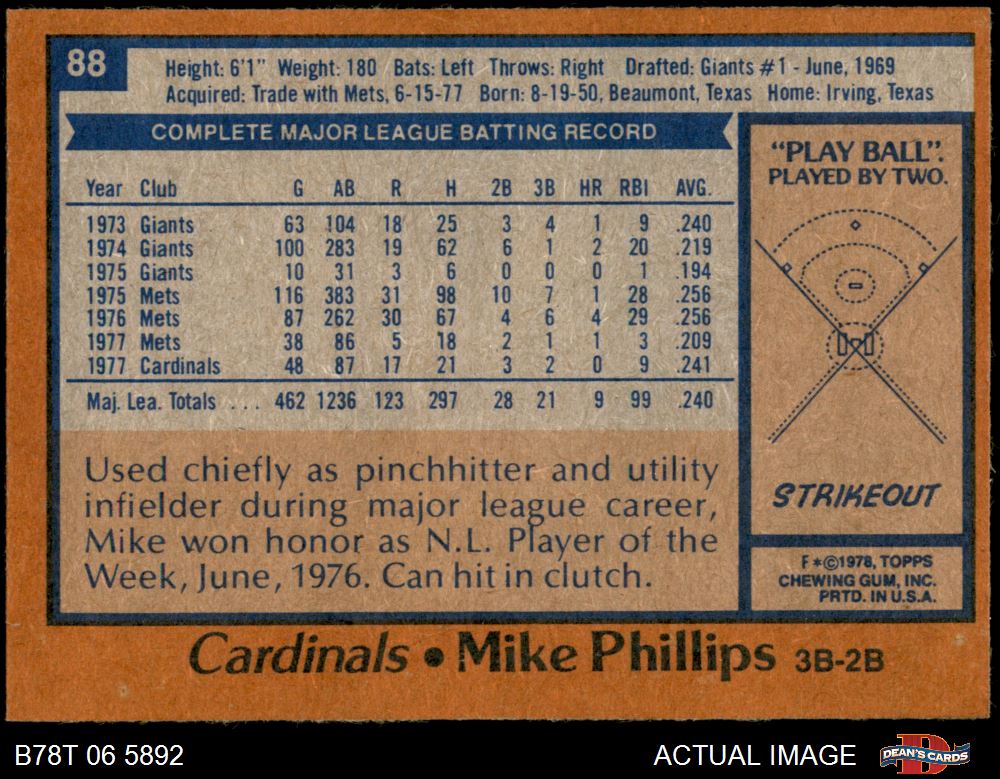 88
Height: 6'1" Weight: 180 Bats: Left Throws: Right Drafted: Giants #1 - June, 1969
Acquired: Trade with Mets, 6-15-77 Born: 8-19-50, Beaumont, Texas Home: Irving, Texas
COMPLETE MAJOR LEAGUE BATTING RECORD
Year Club G AB R H 2B 3B HR RBI AVG.
1973 Giants 63 104 18 25 3 4 1 9 .240
1974 Giants 100 283 19 62 6 1 2 20 .219
1975 Giants 10 31 3 6 0 0 0 1 .194
1975 Mets 116 383 31 98 10 7 1 28 .256
1976 Mets 87 262 30 67 4 6 4 29 .256
1977 Mets 38 86 5 18 2 1 1 3 .209
1977 Cardinals 48 87 17 21 3 2 0 9 .241
Maj. Lea. Totals ... 462 1236 123 297 28 21 9 99 .240
Used chiefly as pinchhitter and utility
infielder during major league career,
Mike won honor as N.L. Player of the
Week, June, 1976. Can hit in clutch.
"PLAY BALL".
PLAYED BY TWO.
STRIKEOUT
F*©1978, TOPPS
CHEWING GUM, INC.
PRTD. IN U.S.A.
Cardinals • Mike Phillips 3B-2B
B78T 06 5892
ACTUAL IMAGE
D
DEAN'S CARDS